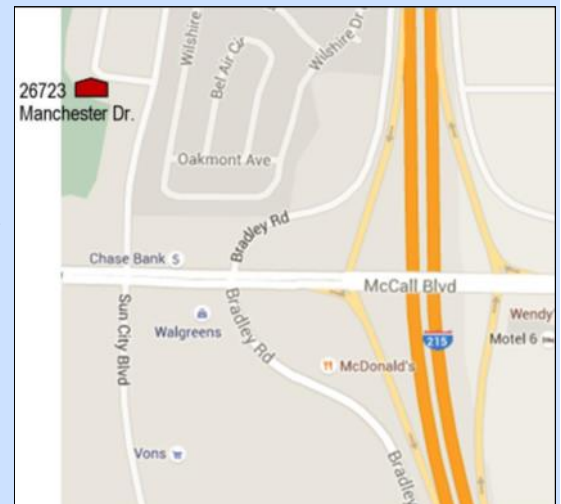 Wilshire
Bel Air Cir
Wilshire Dr
26723
Manchester Dr.
Oakmont Ave
Bradley Rd
Chase Bank
McCall Blvd
Sun City Blvd
Bradley Rd
Walgreens
Wendy'
215
Motel 6
McDonald's
Vons
Bradley